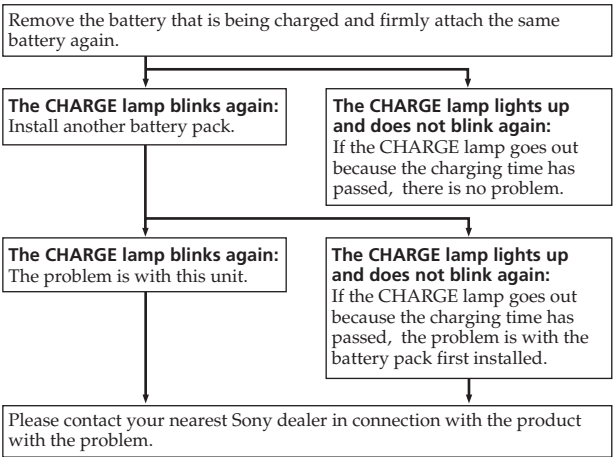 Remove the battery that is being charged and firmly attach the same
battery again.
The CHARGE lamp blinks again:
Install another battery pack.
The CHARGE lamp lights up
and does not blink again:
If the CHARGE lamp goes out
because the charging time has
passed, there is no problem.
The CHARGE lamp blinks again:
The problem is with this unit.
The CHARGE lamp lights up
and does not blink again:
If the CHARGE lamp goes out
because the charging time has
passed, the problem is with the
battery pack first installed.
Please contact your nearest Sony dealer in connection with the product
with the problem.